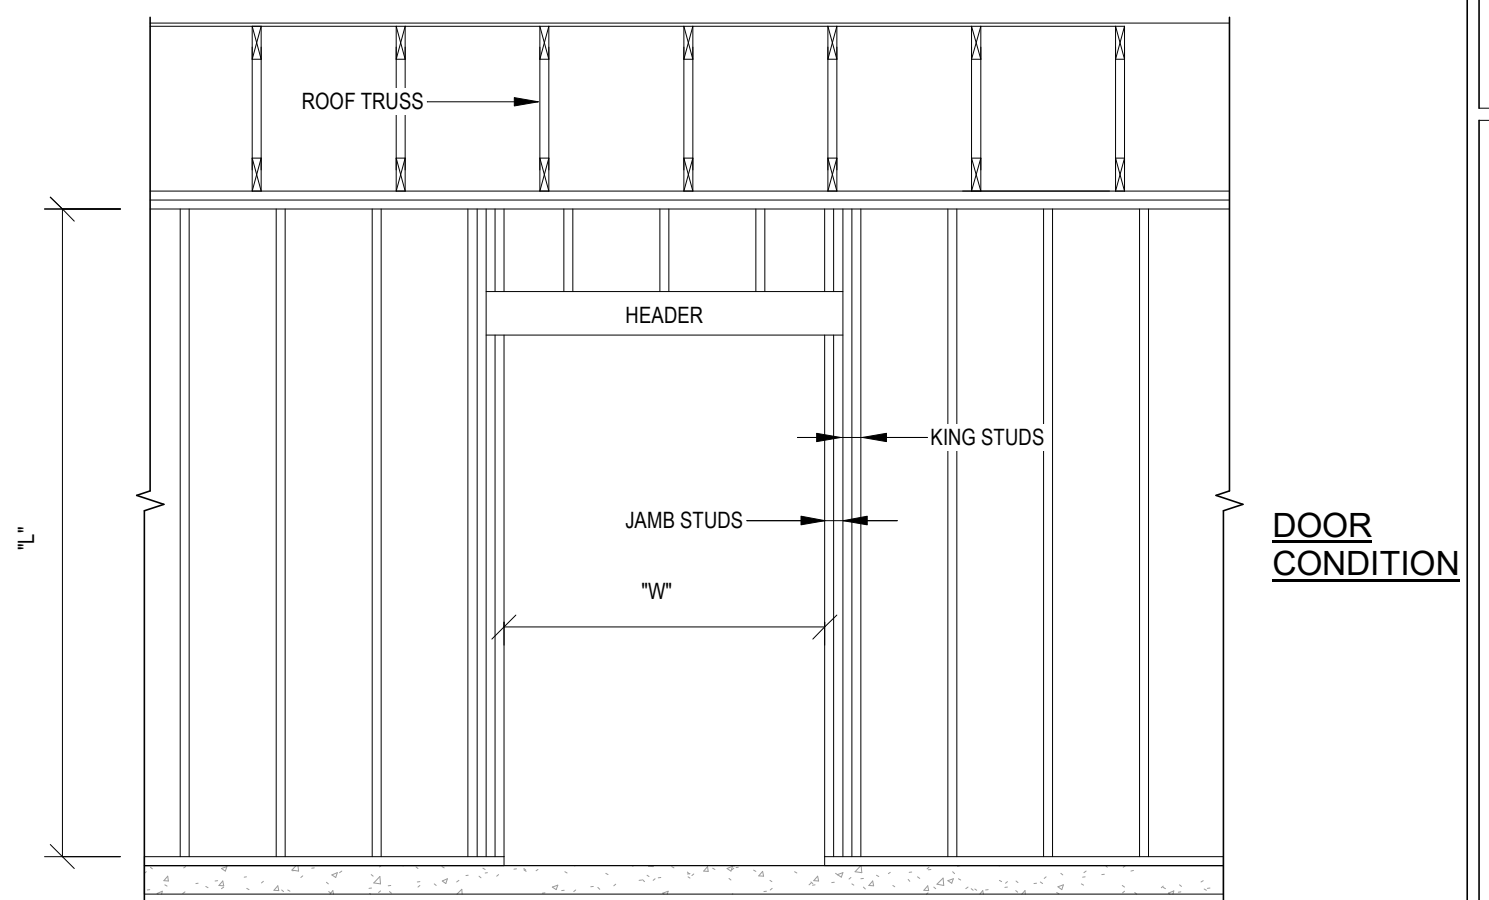 ROOF TRUSS
HEADER
KING STUDS
JAMB STUDS
"L"
"W"
DOOR
CONDITION